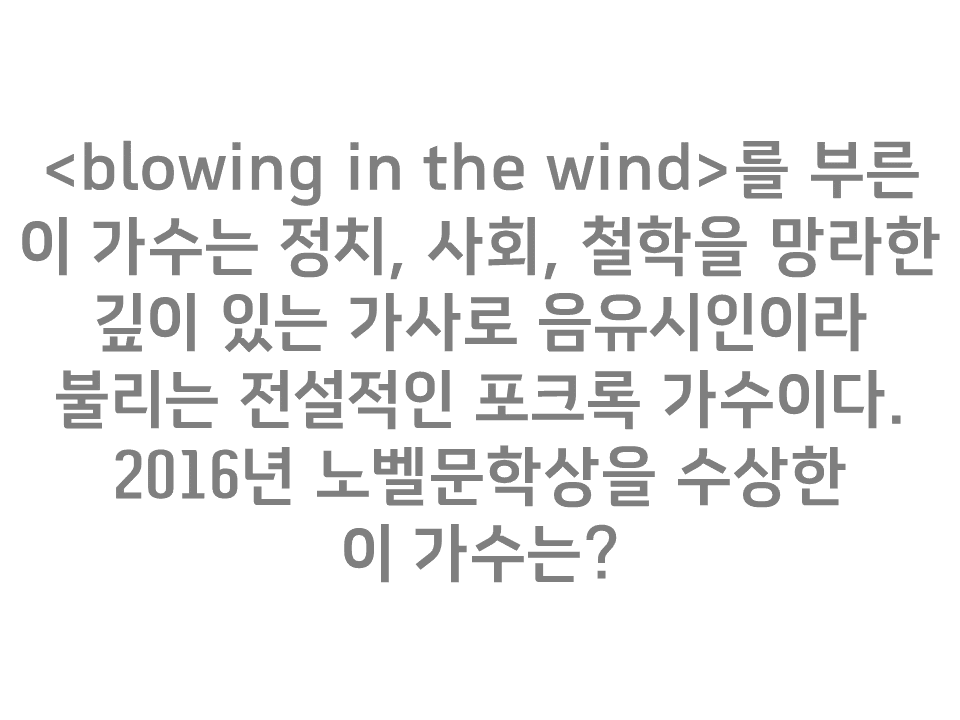 <blowing in the wind>를 부른
이 가수는 정치, 사회, 철학을 망라한
깊이 있는 가사로 음유시인이라
불리는 전설적인 포크록 가수이다.
2016년 노벨문학상을 수상한
이 가수는?